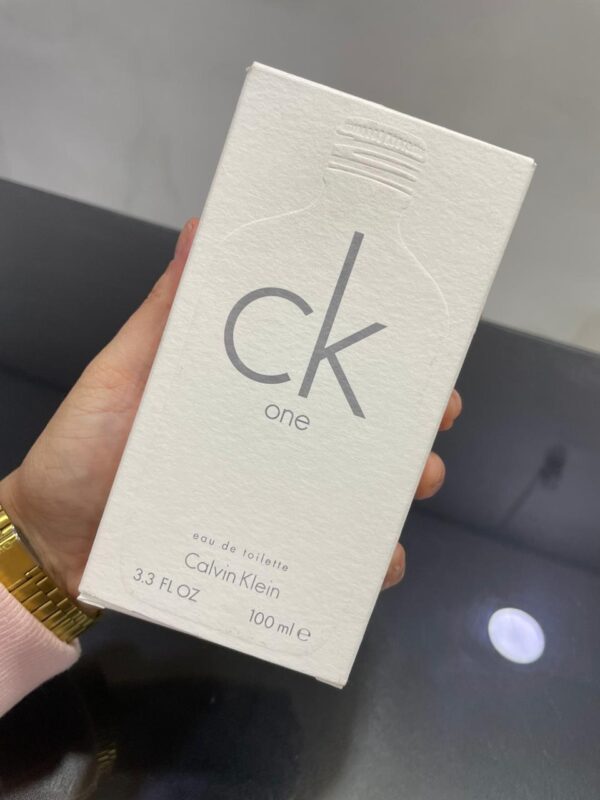 ck
one
eau de toilette
Calvin Klein
3.3 FL OZ
100 ml ℮